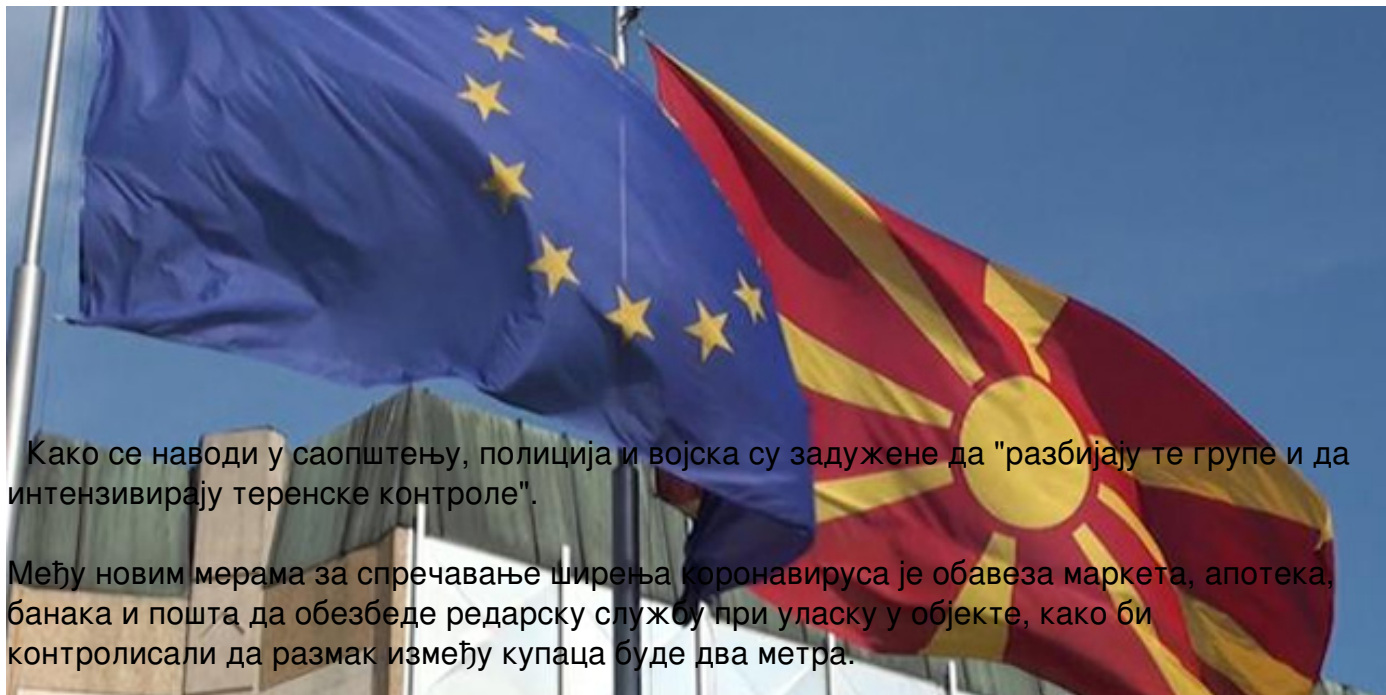 Како се наводи у саопштењу, полиција и војска су задужене да "разбијају те групе и да
интензивирају теренске контроле".
Међу новим мерама за спречавање ширења коронавируса је обавеза маркета, апотека,
банака и пошта да обезбеде редарску службу при уласку у објекте, како би
контролисали да размак између купаца буде два метра.